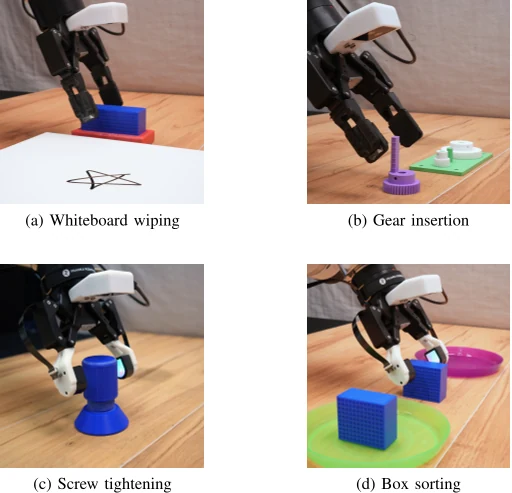 (a) Whiteboard wiping
(b) Gear insertion
(c) Screw tightening
(d) Box sorting